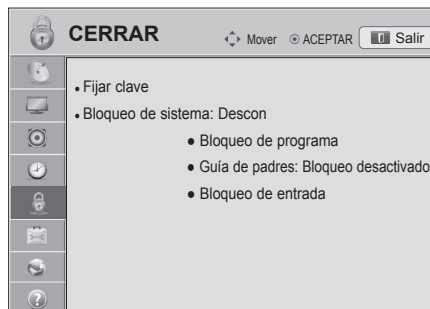 CERRAR Mover ACEPTAR Salir
• Fijar clave
• Bloqueo de sistema: Descon
● Bloqueo de programa
● Guía de padres: Bloqueo desactivado
● Bloqueo de entrada